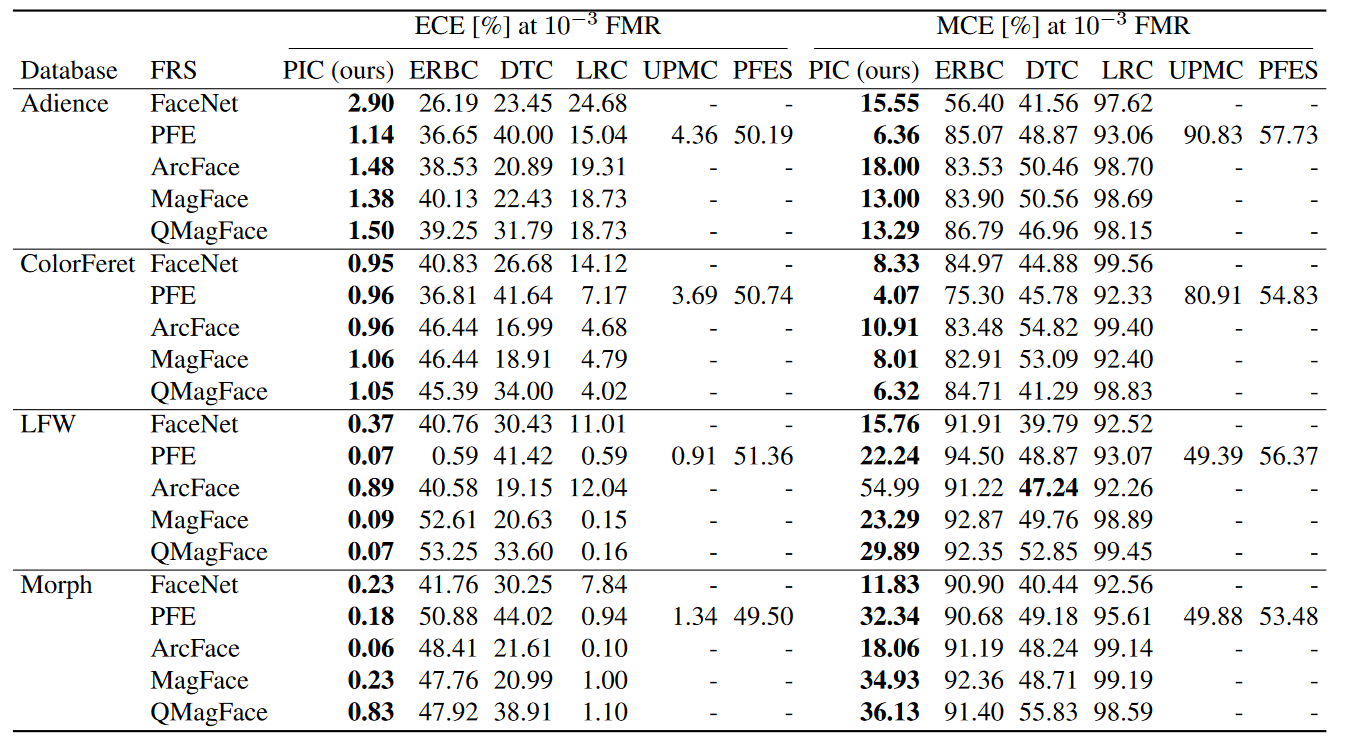 ECE [%] at 10⁻³ FMR MCE [%] at 10⁻³ FMR
Database FRS PIC (ours) ERBC DTC LRC UPMC PFES PIC (ours) ERBC DTC LRC UPMC PFES
Adience FaceNet 2.90 26.19 23.45 24.68 - - 15.55 56.40 41.56 97.62 - -
PFE 1.14 36.65 40.00 15.04 4.36 50.19 6.36 85.07 48.87 93.06 90.83 57.73
ArcFace 1.48 38.53 20.89 19.31 - - 18.00 83.53 50.46 98.70 - -
MagFace 1.38 40.13 22.43 18.73 - - 13.00 83.90 50.56 98.69 - -
QMagFace 1.50 39.25 31.79 18.73 - - 13.29 86.79 46.96 98.15 - -
ColorFeret FaceNet 0.95 40.83 26.68 14.12 - - 8.33 84.97 44.88 99.56 - -
PFE 0.96 36.81 41.64 7.17 3.69 50.74 4.07 75.30 45.78 92.33 80.91 54.83
ArcFace 0.96 46.44 16.99 4.68 - - 10.91 83.48 54.82 99.40 - -
MagFace 1.06 46.44 18.91 4.79 - - 8.01 82.91 53.09 92.40 - -
QMagFace 1.05 45.39 34.00 4.02 - - 6.32 84.71 41.29 98.83 - -
LFW FaceNet 0.37 40.76 30.43 11.01 - - 15.76 91.91 39.79 92.52 - -
PFE 0.07 0.59 41.42 0.59 0.91 51.36 22.24 94.50 48.87 93.07 49.39 56.37
ArcFace 0.89 40.58 19.15 12.04 - - 54.99 91.22 47.24 92.26 - -
MagFace 0.09 52.61 20.63 0.15 - - 23.29 92.87 49.76 98.89 - -
QMagFace 0.07 53.25 33.60 0.16 - - 29.89 92.35 52.85 99.45 - -
Morph FaceNet 0.23 41.76 30.25 7.84 - - 11.83 90.90 40.44 92.56 - -
PFE 0.18 50.88 44.02 0.94 1.34 49.50 32.34 90.68 49.18 95.61 49.88 53.48
ArcFace 0.06 48.41 21.61 0.10 - - 18.06 91.19 48.24 99.14 - -
MagFace 0.23 47.76 20.99 1.00 - - 34.93 92.36 48.71 99.19 - -
QMagFace 0.83 47.92 38.91 1.10 - - 36.13 91.40 55.83 98.59 - -